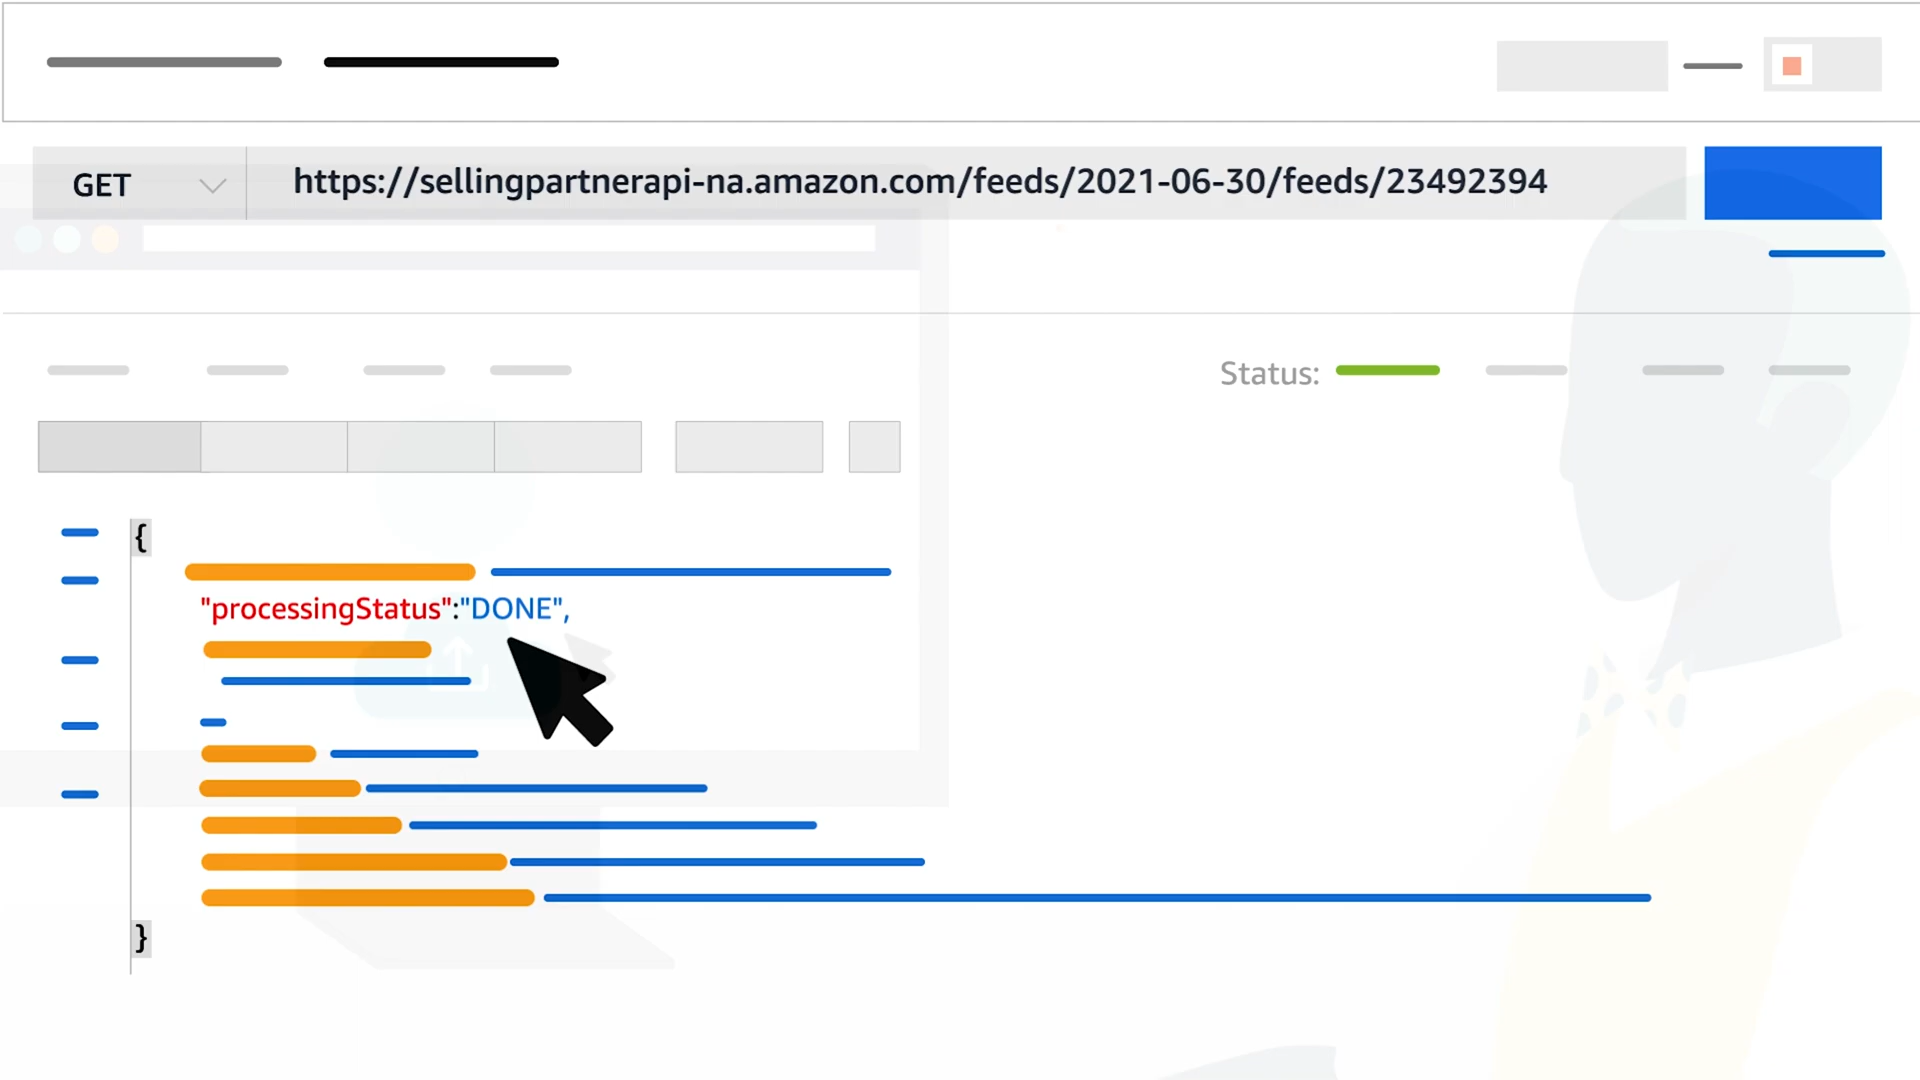 GET
https://sellingpartnerapi-na.amazon.com/feeds/2021-06-30/feeds/23492394
Status:
{
"processingStatus":"DONE",
}